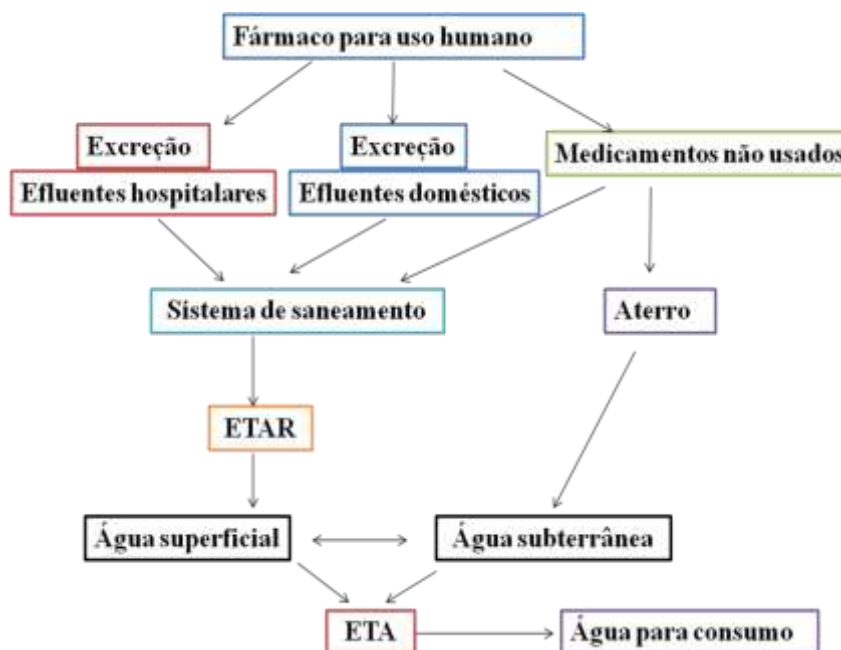 Fármaco para uso humano
Excreção
Excreção
Medicamentos não usados
Efluentes hospitalares
Efluentes domésticos
Sistema de saneamento
Aterro
ETAR
Água superficial
Água subterrânea
ETA
Água para consumo